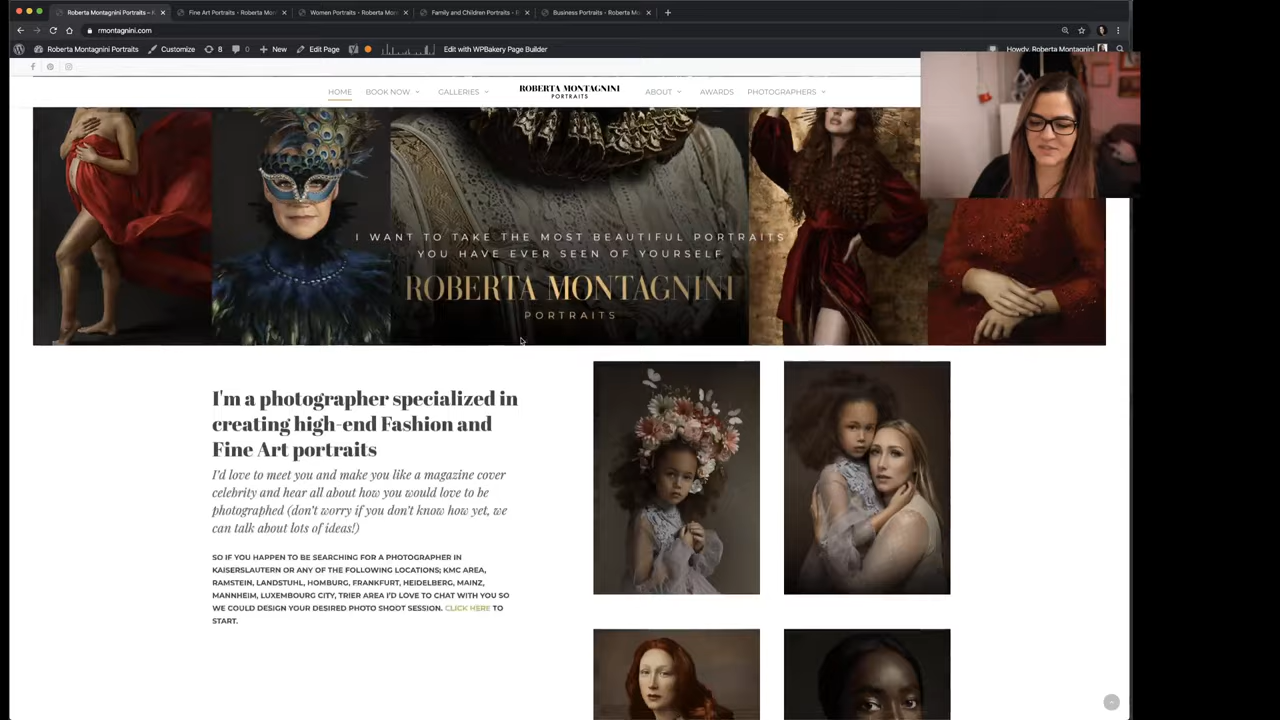 Roberta Montagnini Portraits – R
Fine Art Portraits - Roberta Mon
Women Portraits - Roberta Mom
Family and Children Portraits - R
Business Portraits - Roberta Mo
rmontagnini.com
Roberta Montagnini Portraits
Customize
8
0
New
Edit Page
Edit with WPBakery Page Builder
Howdy, Roberta Montagnini
HOME
BOOK NOW
GALLERIES
ROBERTA MONTAGNINI
PORTRAITS
ABOUT
AWARDS
PHOTOGRAPHERS
I WANT TO TAKE THE MOST BEAUTIFUL PORTRAITS
YOU HAVE EVER SEEN OF YOURSELF
ROBERTA MONTAGNINI
PORTRAITS
I'm a photographer specialized in
creating high-end Fashion and
Fine Art portraits
I'd love to meet you and make you like a magazine cover
celebrity and hear all about how you would love to be
photographed (don't worry if you don't know how yet, we
can talk about lots of ideas!)
SO IF YOU HAPPEN TO BE SEARCHING FOR A PHOTOGRAPHER IN
KAISERSLAUTERN OR ANY OF THE FOLLOWING LOCATIONS; KMC AREA,
RAMSTEIN, LANDSTUHL, HOMBURG, FRANKFURT, HEIDELBERG, MAINZ,
MANNHEIM, LUXEMBOURG CITY, TRIER AREA I'D LOVE TO CHAT WITH YOU SO
WE COULD DESIGN YOUR DESIRED PHOTO SHOOT SESSION. CLICK HERE TO
START.